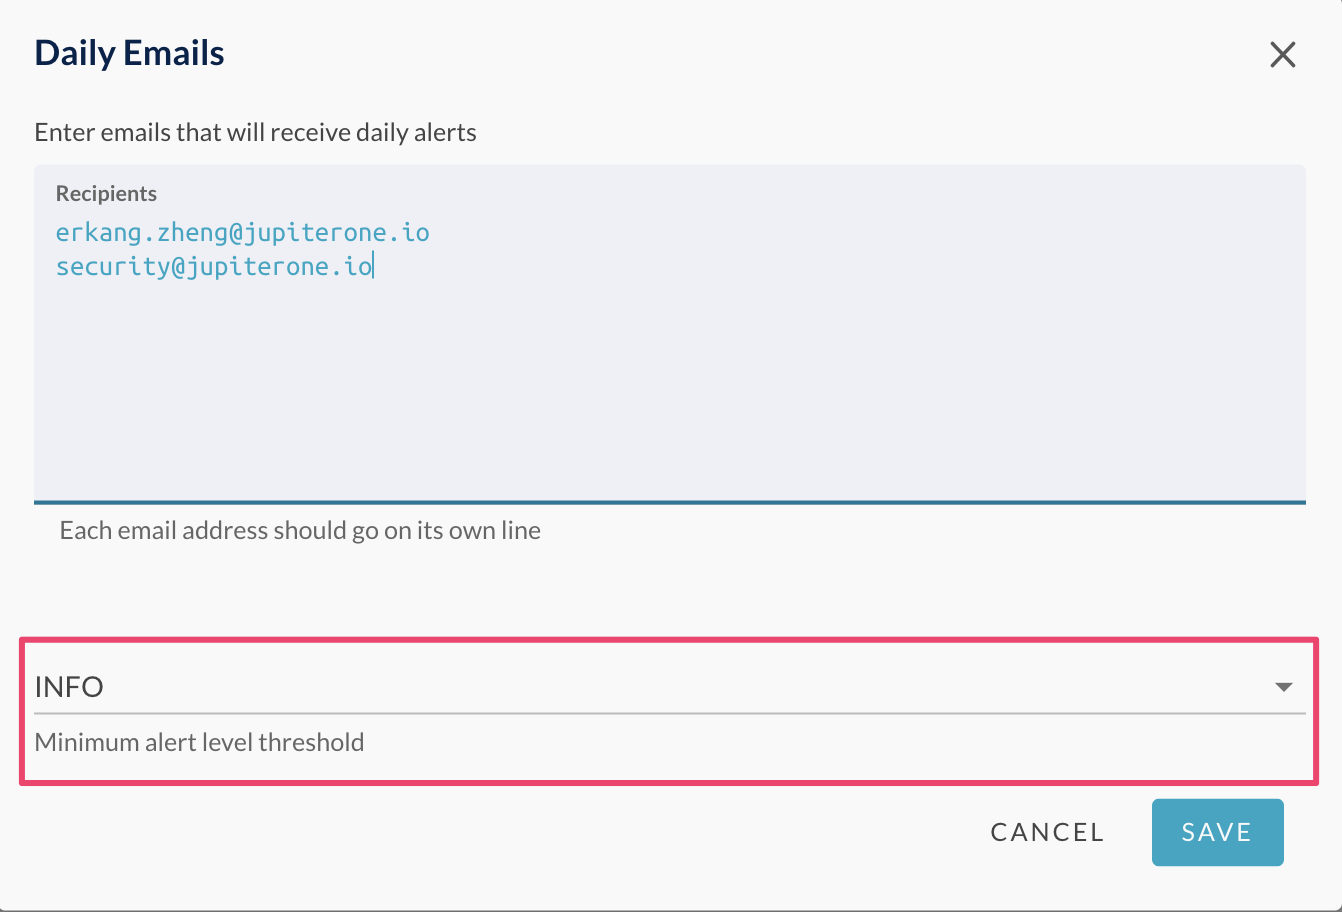 Daily Emails
Enter emails that will receive daily alerts
Recipients
erkang.zheng@jupiterone.io
security@jupiterone.io
Each email address should go on its own line
INFO
Minimum alert level threshold
CANCEL
SAVE